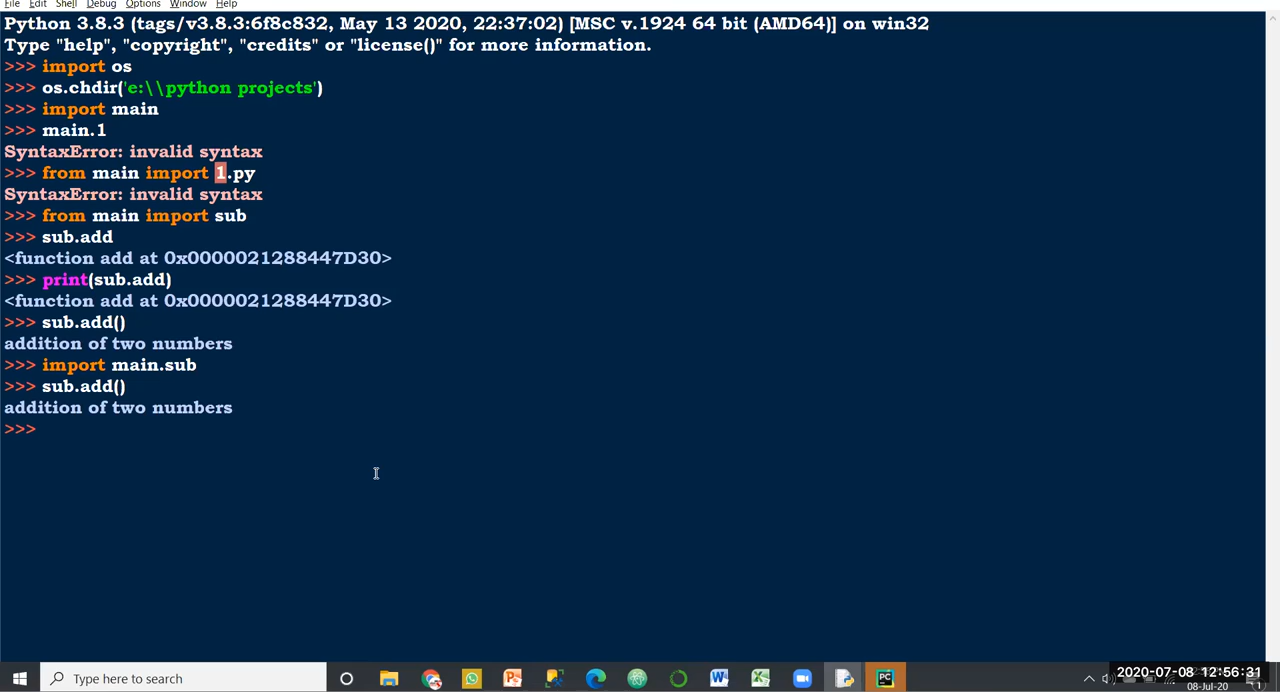 File Edit Shell Debug Options Window Help
Python 3.8.3 (tags/v3.8.3:6f8c832, May 13 2020, 22:37:02) [MSC v.1924 64 bit (AMD64)] on win32
Type "help", "copyright", "credits" or "license()" for more information.
>>> import os
>>> os.chdir('e:\\python projects')
>>> import main
>>> main.1
SyntaxError: invalid syntax
>>> from main import 1.py
SyntaxError: invalid syntax
>>> from main import sub
>>> sub.add
<function add at 0x0000021288447D30>
>>> print(sub.add)
<function add at 0x0000021288447D30>
>>> sub.add()
addition of two numbers
>>> import main.sub
>>> sub.add()
addition of two numbers
>>>
Type here to search
2020-07-08 12:56:31
08-Jul-20